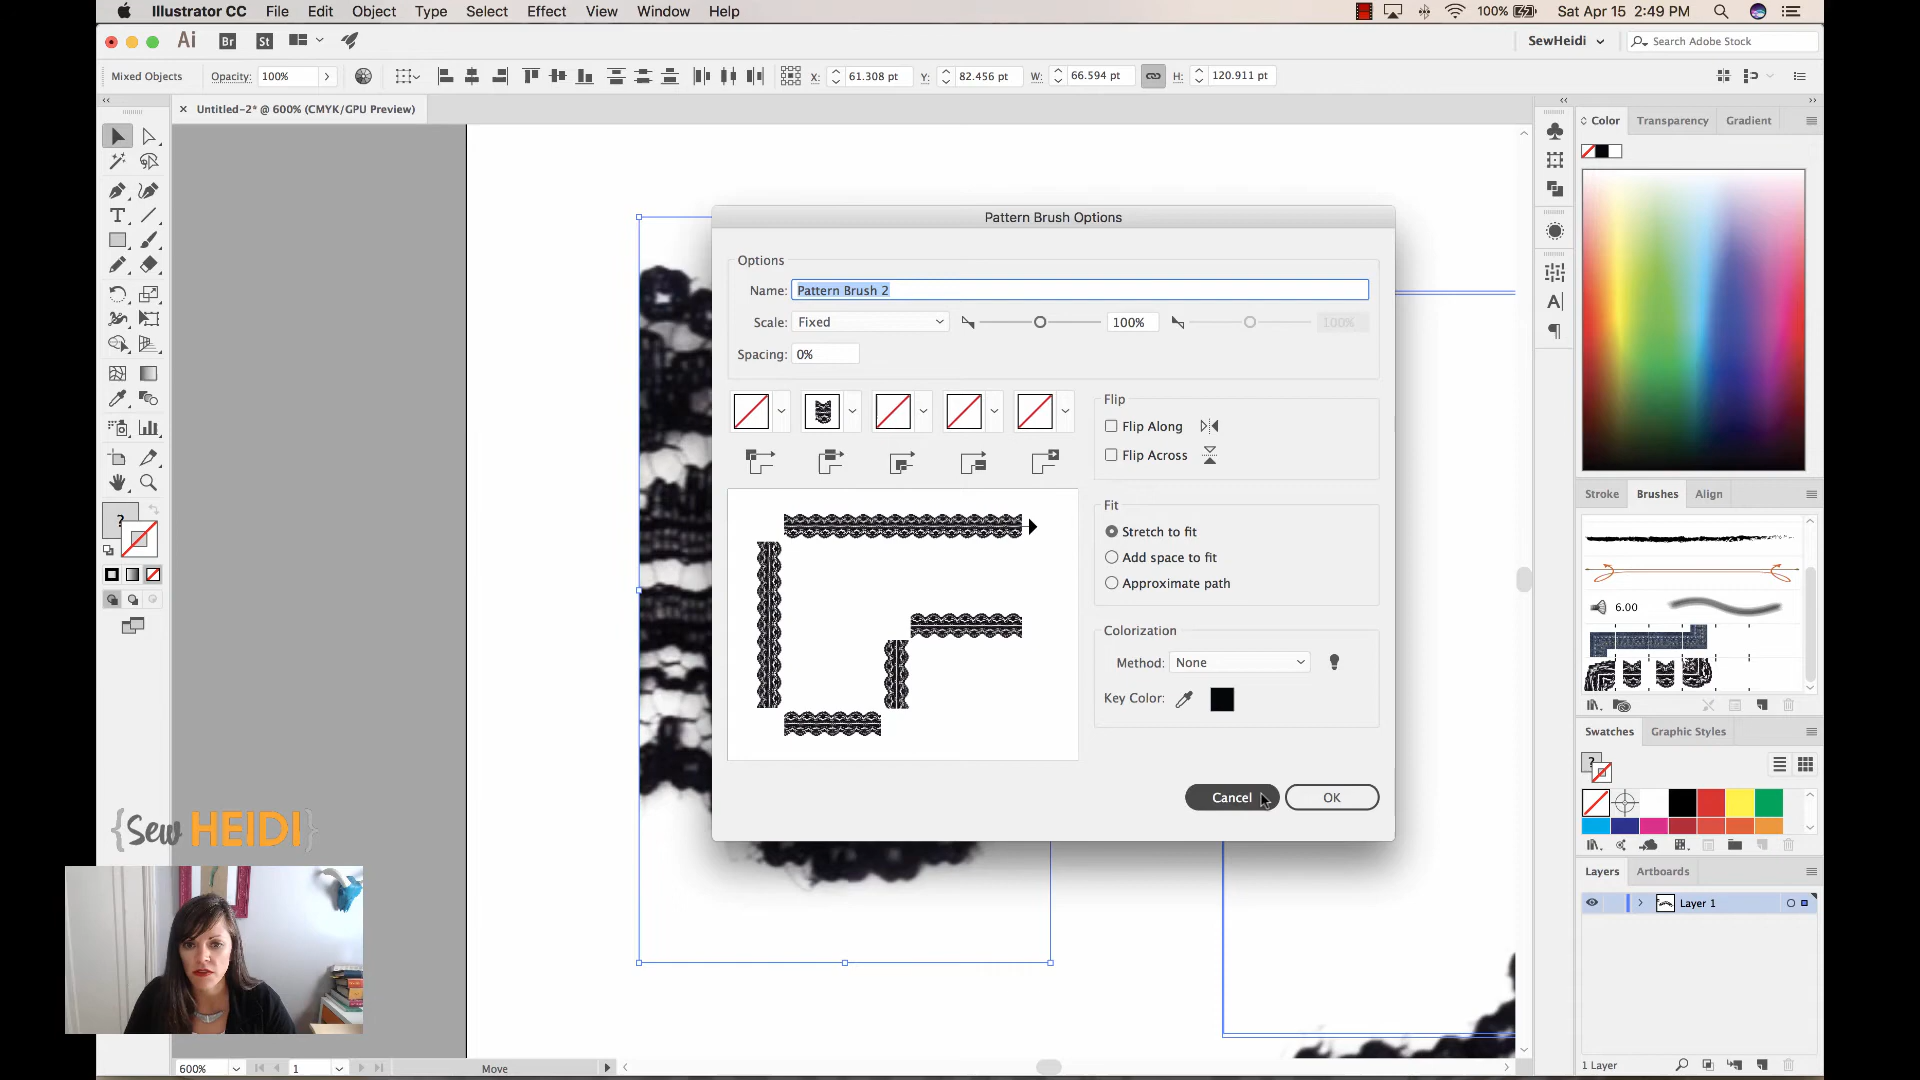 Illustrator CC File Edit Object Type Select Effect View Window Help
100% Sat Apr 15 2:49 PM
Ai Br St SewHeidi Search Adobe Stock
Mixed Objects Opacity: 100% X: 61.308 pt Y: 82.456 pt W: 66.594 pt H: 120.911 pt
Untitled-2* @ 600% (CMYK/GPU Preview)
Color Transparency Gradient
Pattern Brush Options
Options
Name: Pattern Brush 2
Scale: Fixed 100% 100%
Spacing: 0%
Flip
Flip Along
Flip Across
Fit
Stretch to fit
Add space to fit
Approximate path
Colorization
Method: None
Key Color:
Cancel OK
Stroke Brushes Align
6.00
Swatches Graphic Styles
Layers Artboards
Layer 1
1 Layer
{Sew HEIDI}
600% 1 Move